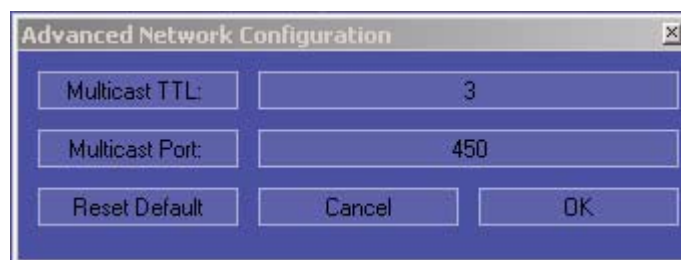 Advanced Network Configuration
Multicast TTL: 3
Multicast Port: 450
Reset Default Cancel OK